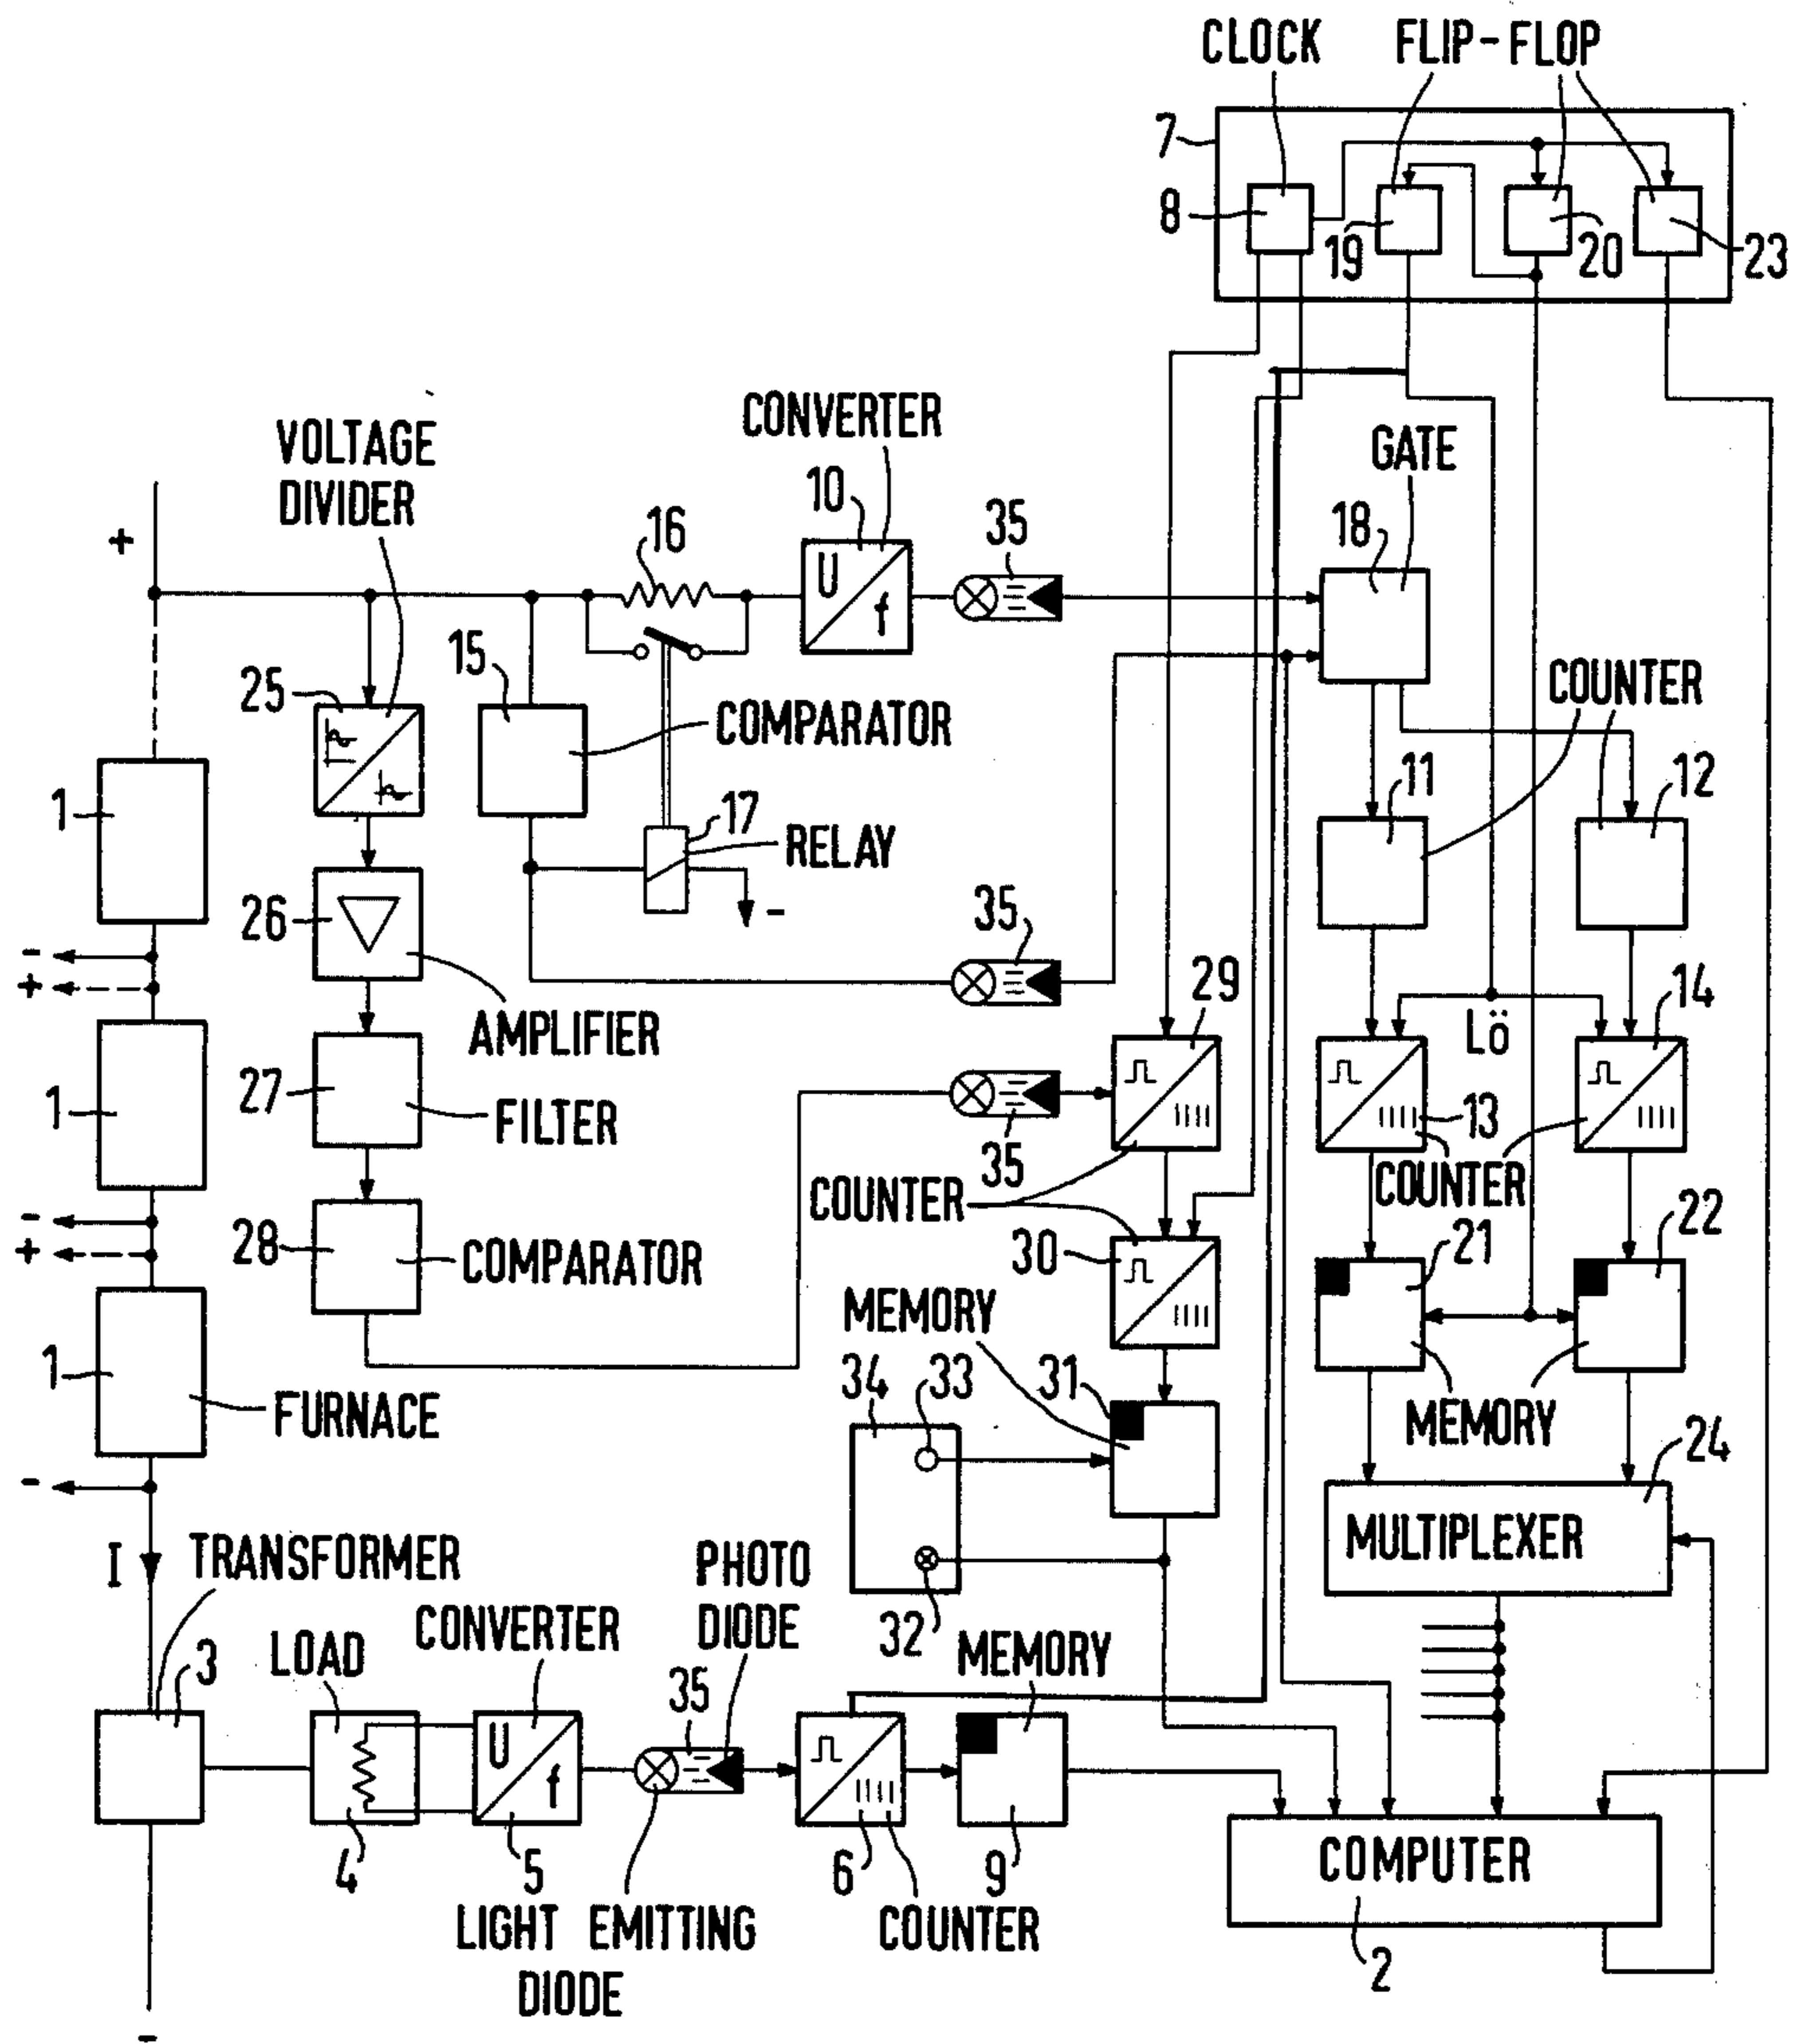 CLOCK FLIP-FLOP
7
8
19
20
23
CONVERTER
VOLTAGE
DIVIDER
GATE
10
+
16
35
18
U
f
15
25
COMPARATOR
COUNTER
1
17
RELAY
11
12
26
-
35
-
+
29
14
AMPLIFIER
Lö
27
1
FILTER
35
13
COUNTER
COUNTER
-
+
28
COMPARATOR
30
21
22
MEMORY
34
33
31
1
FURNACE
MEMORY
24
-
MULTIPLEXER
I
TRANSFORMER
PHOTO
DIODE
CONVERTER
32
3
LOAD
35
MEMORY
U
f
COMPUTER
4
5
6
9
LIGHT EMITTING
DIODE
COUNTER
2
-